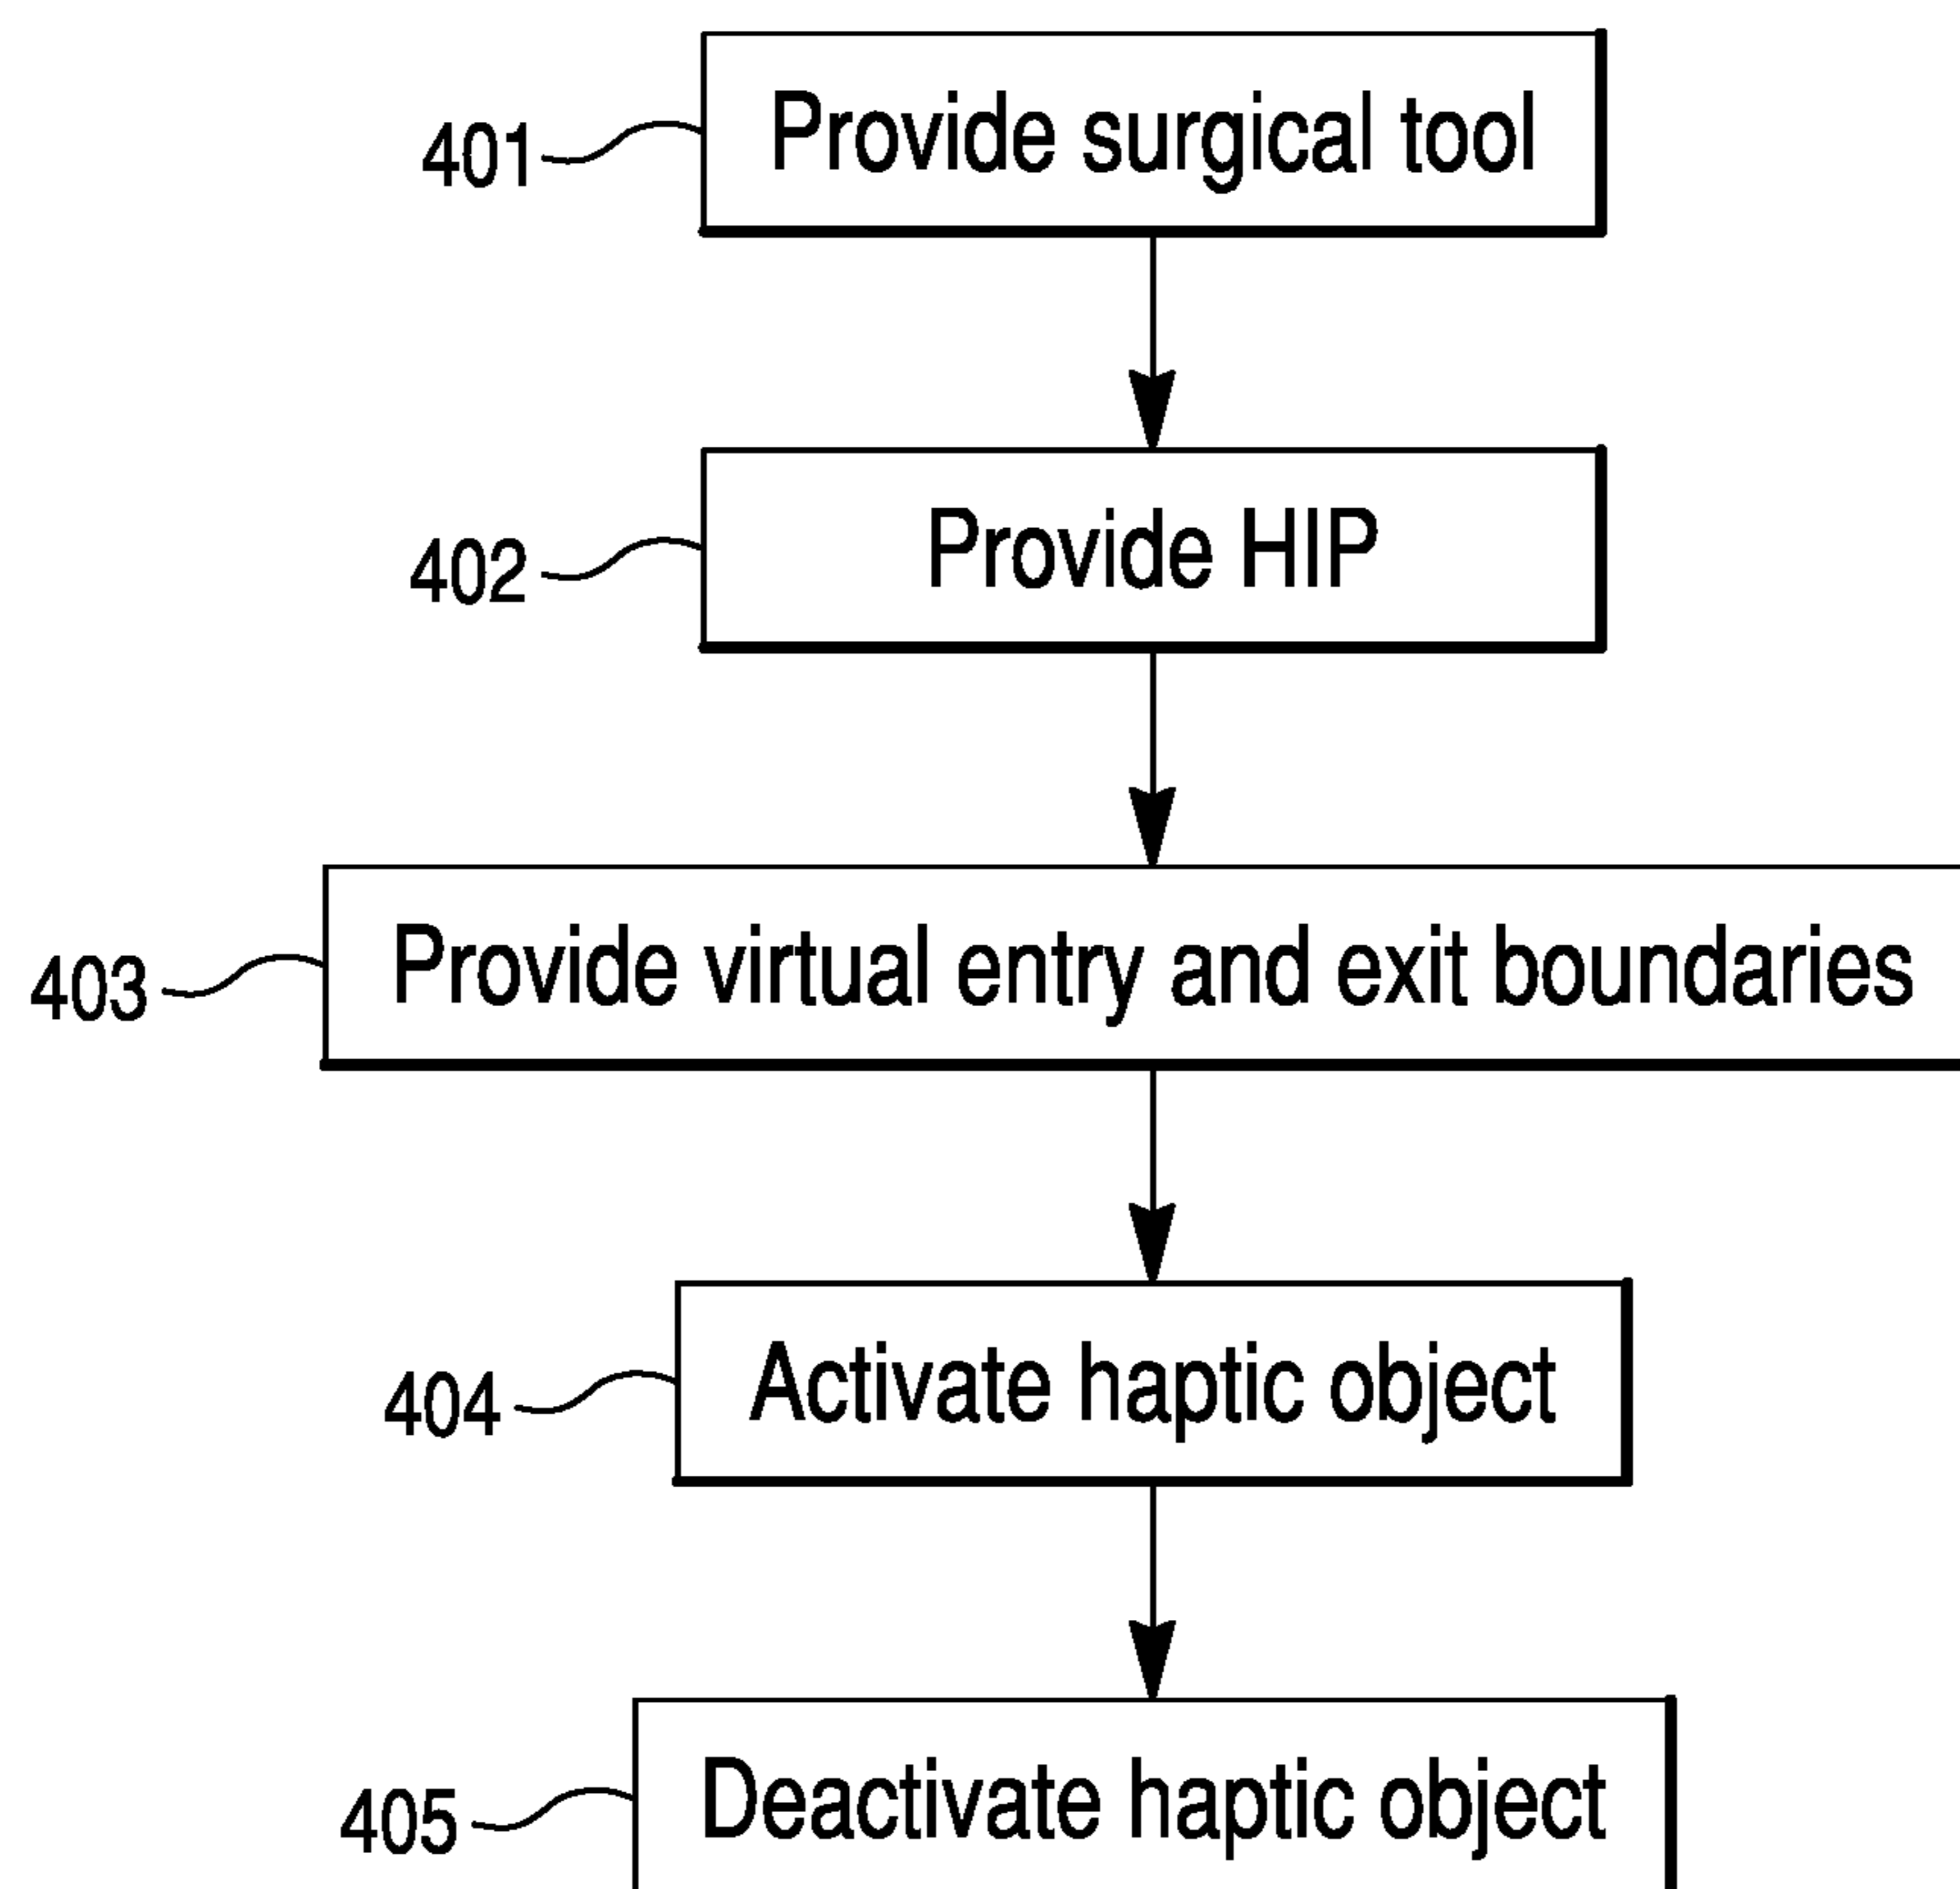 Provide surgical tool
401
Provide HIP
402
Provide virtual entry and exit boundaries
403
Activate haptic object
404
Deactivate haptic object
405